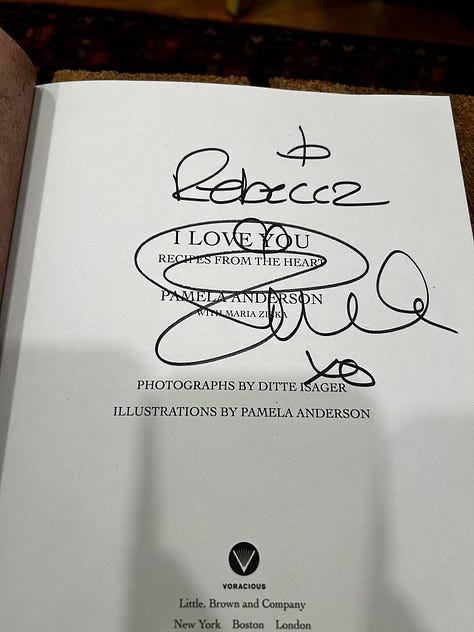 Rebecca
I LOVE YOU
RECIPES FROM THE HEART
PAMELA ANDERSON
WITH MARIA ZIZKA
xo
PHOTOGRAPHS BY DITTE ISAGER
ILLUSTRATIONS BY PAMELA ANDERSON
V
VORACIOUS
Little, Brown and Company
New York Boston London